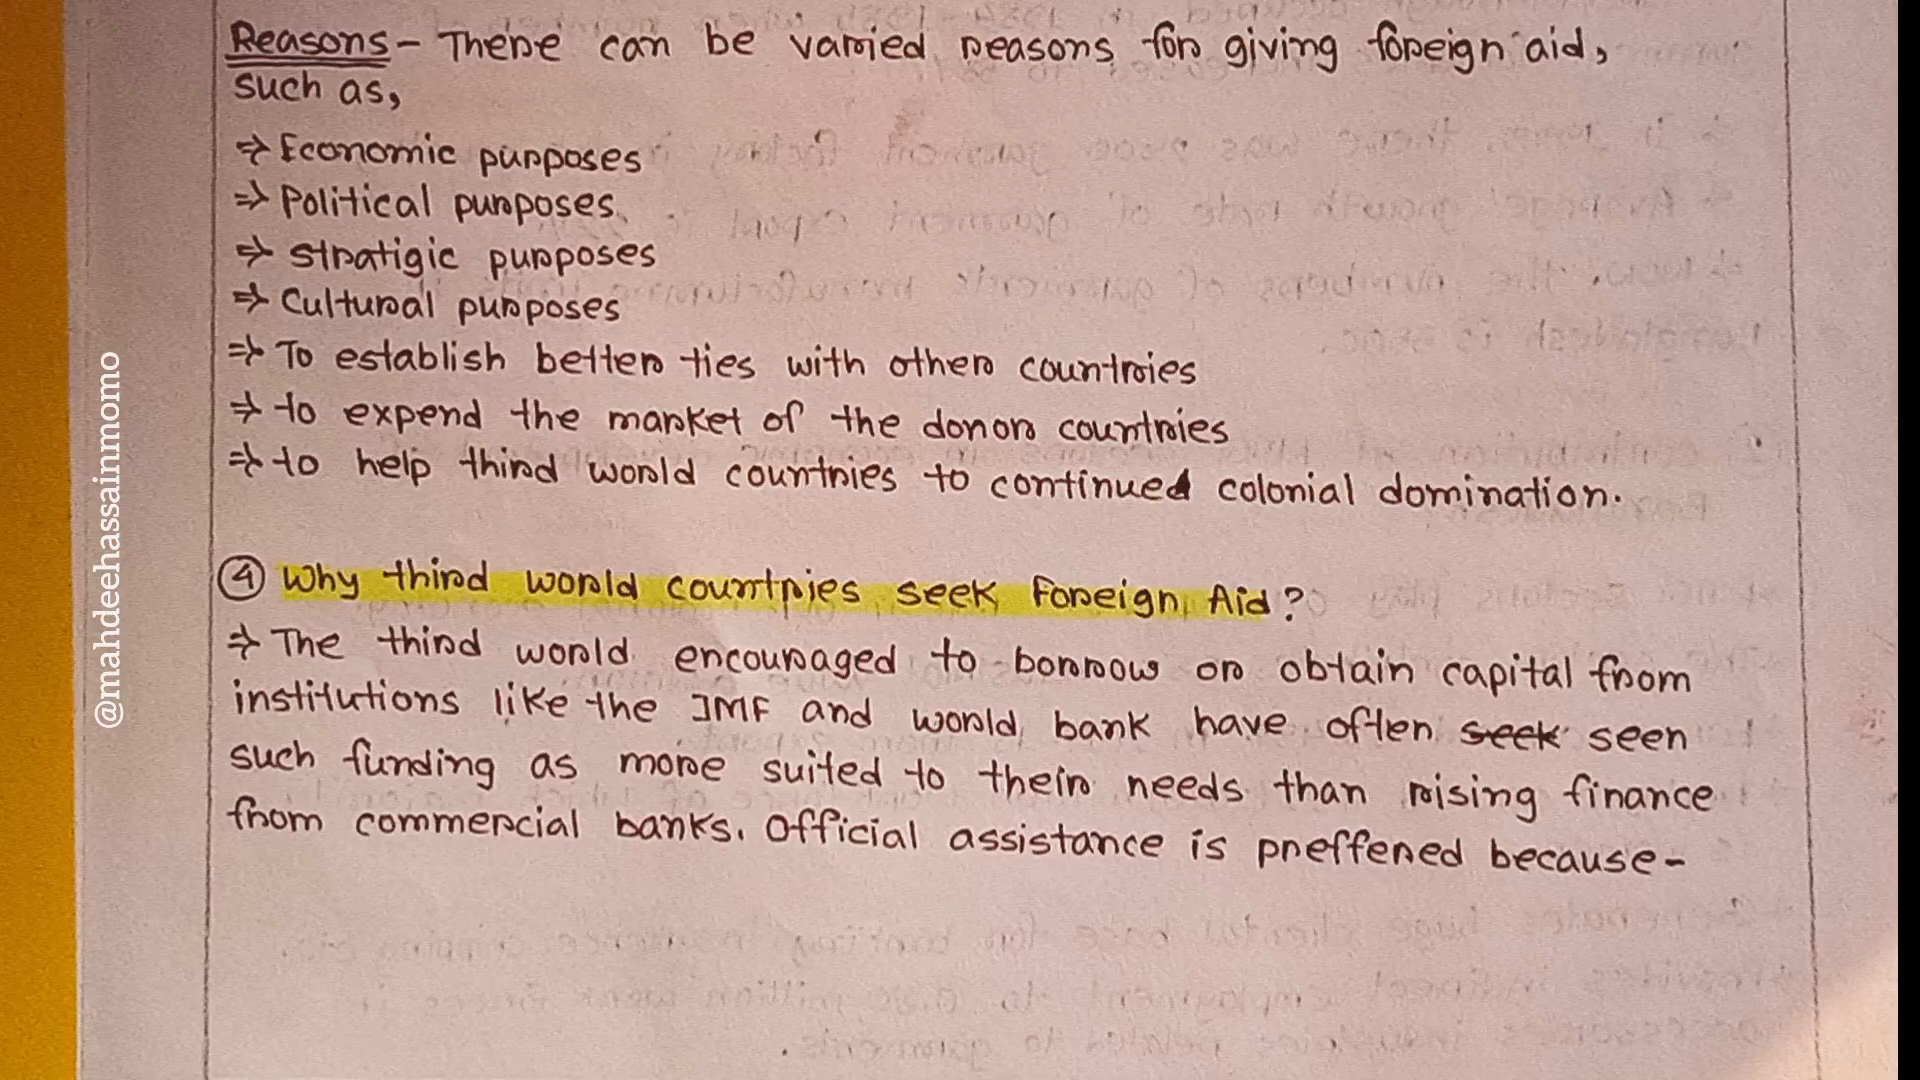 Reasons - There can be varied reasons for giving foreign aid,
such as,
⇒ Economic purposes
⇒ Political purposes.
⇒ stratigic purposes
⇒ Cultural purposes
⇒ To establish better ties with other countries
⇒ to expend the market of the donor countries
⇒ to help third world countries to continued colonial domination.
④ Why third world countries seek Foreign Aid?
⇒ The third world encouraged to borrow or obtain capital from
institutions like the IMF and world bank have often seek seen
such funding as more suited to their needs than rising finance
from commercial banks. Official assistance is preffered because-
@mahdeehassainmomo